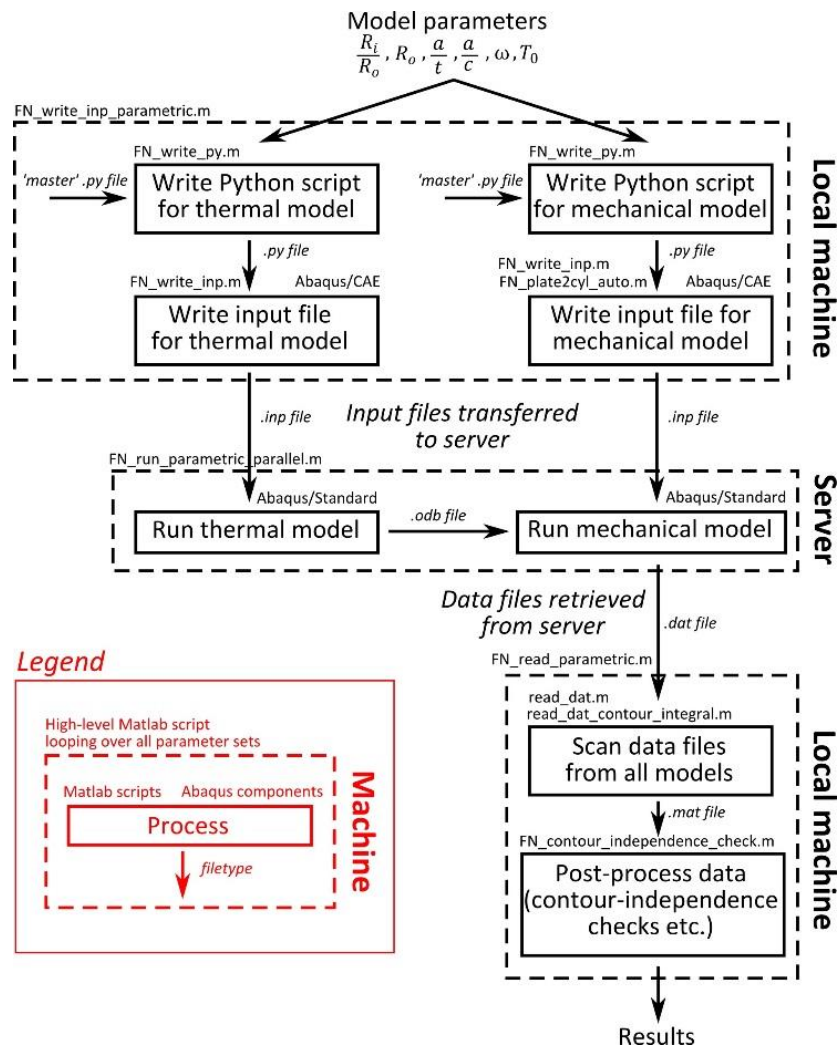 Model parameters
R_i/R_o, R_o, a/t, a/c, ω, T_0
FN_write_inp_parametric.m
FN_write_py.m
'master' .py file
Write Python script
for thermal model
.py file
FN_write_inp.m
Abaqus/CAE
Write input file
for thermal model
FN_write_py.m
'master' .py file
Write Python script
for mechanical model
.py file
FN_write_inp.m
FN_plate2cyl_auto.m
Abaqus/CAE
Write input file for
mechanical model
Local machine
.inp file
Input files transferred
to server
.inp file
FN_run_parametric_parallel.m
Abaqus/Standard
Run thermal model
.odb file
Abaqus/Standard
Run mechanical model
Server
Data files retrieved
from server
.dat file
FN_read_parametric.m
read_dat.m
read_dat_contour_integral.m
Scan data files
from all models
.mat file
FN_contour_independence_check.m
Post-process data
(contour-independence
checks etc.)
Local machine
Results
Legend
High-level Matlab script
looping over all parameter sets
Matlab scripts
Abaqus components
Process
filetype
Machine